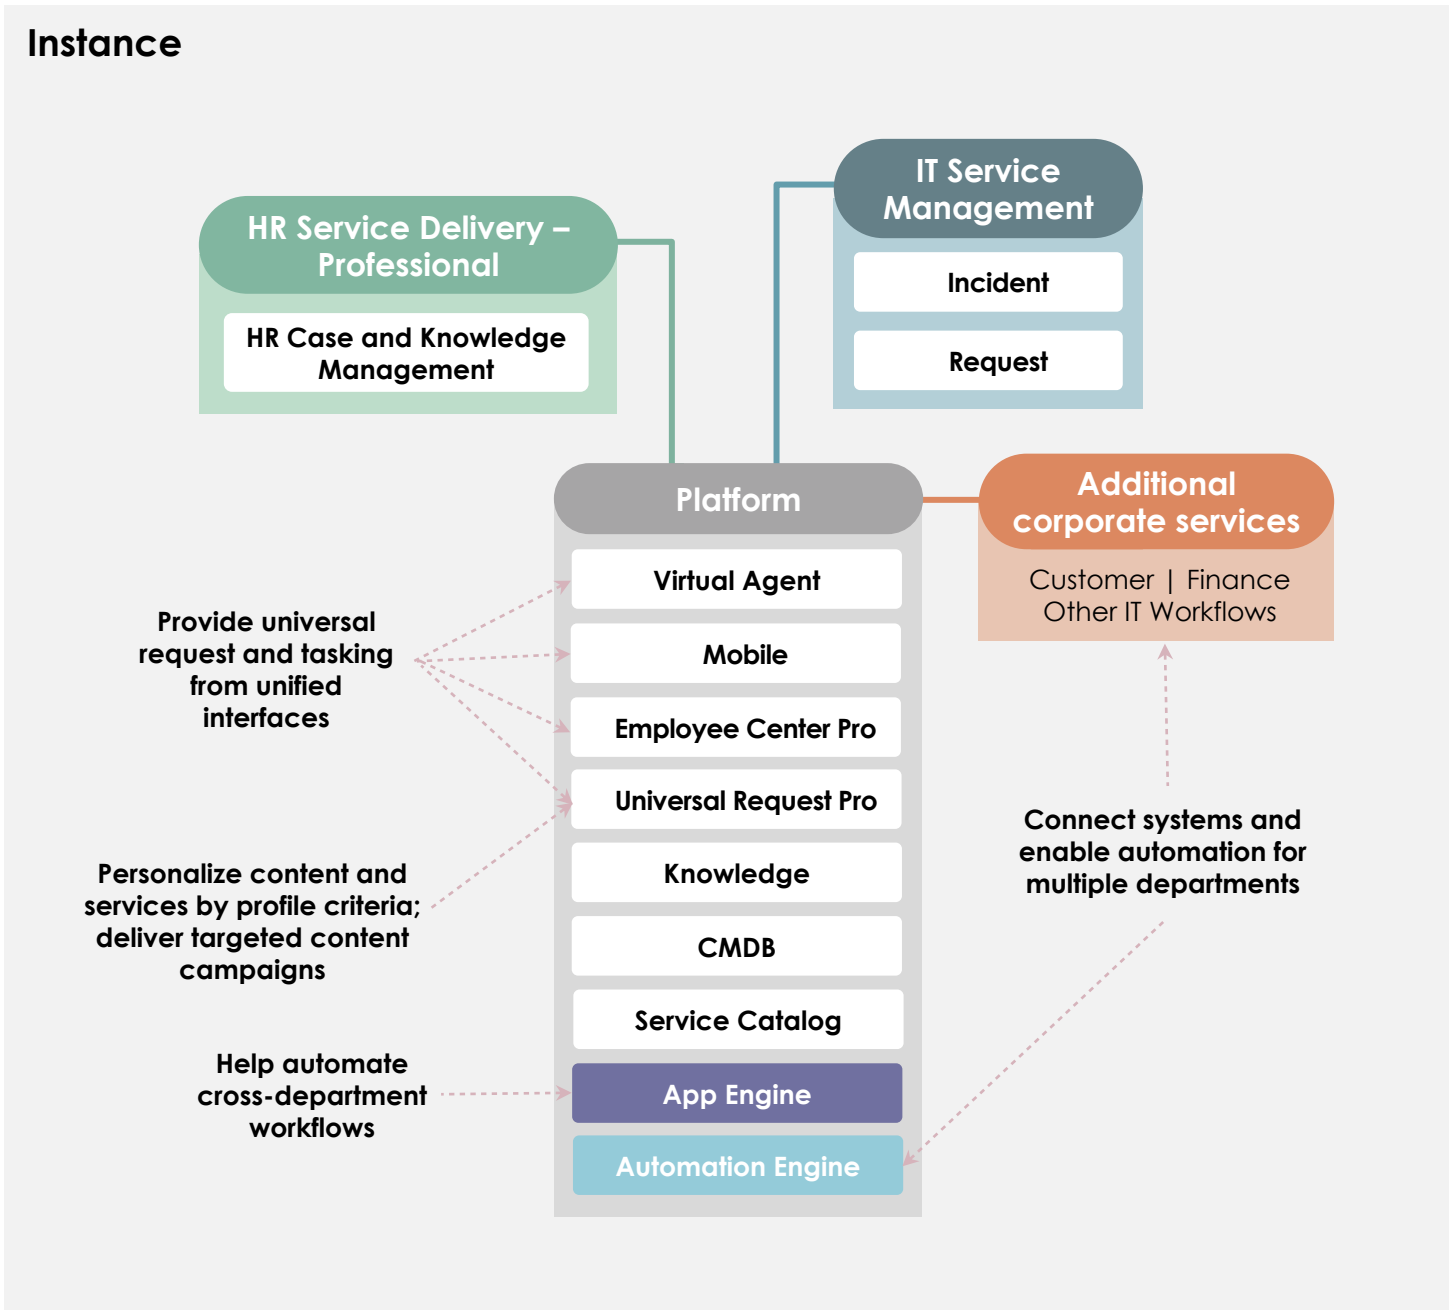 Instance
HR Service Delivery –
Professional
HR Case and Knowledge
Management
IT Service
Management
Incident
Request
Platform
Virtual Agent
Mobile
Employee Center Pro
Universal Request Pro
Knowledge
CMDB
Service Catalog
App Engine
Automation Engine
Additional
corporate services
Customer | Finance
Other IT Workflows
Provide universal
request and tasking
from unified
interfaces
Personalize content and
services by profile criteria;
deliver targeted content
campaigns
Help automate
cross-department
workflows
Connect systems and
enable automation for
multiple departments